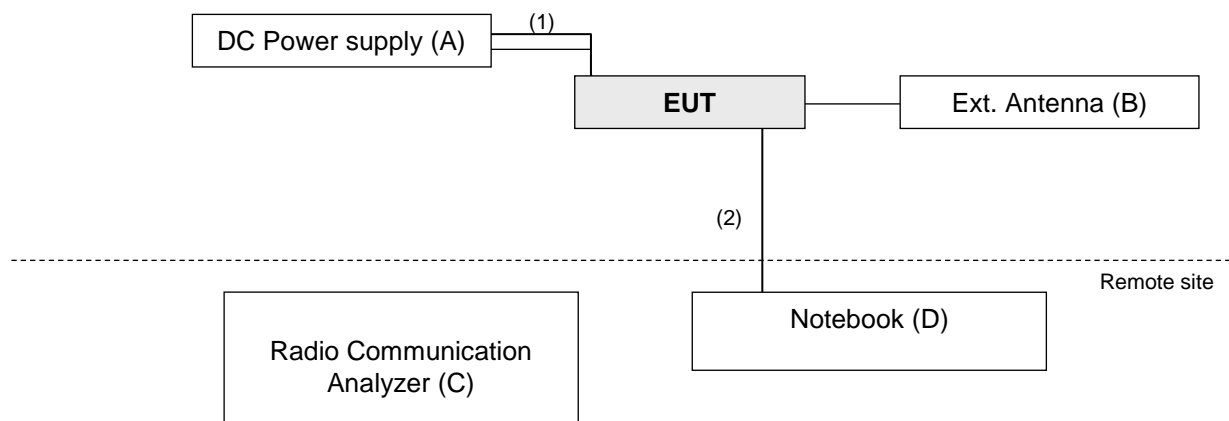 (1)
DC Power supply (A)
EUT
Ext. Antenna (B)
(2)
Remote site
Notebook (D)
Radio Communication
Analyzer (C)